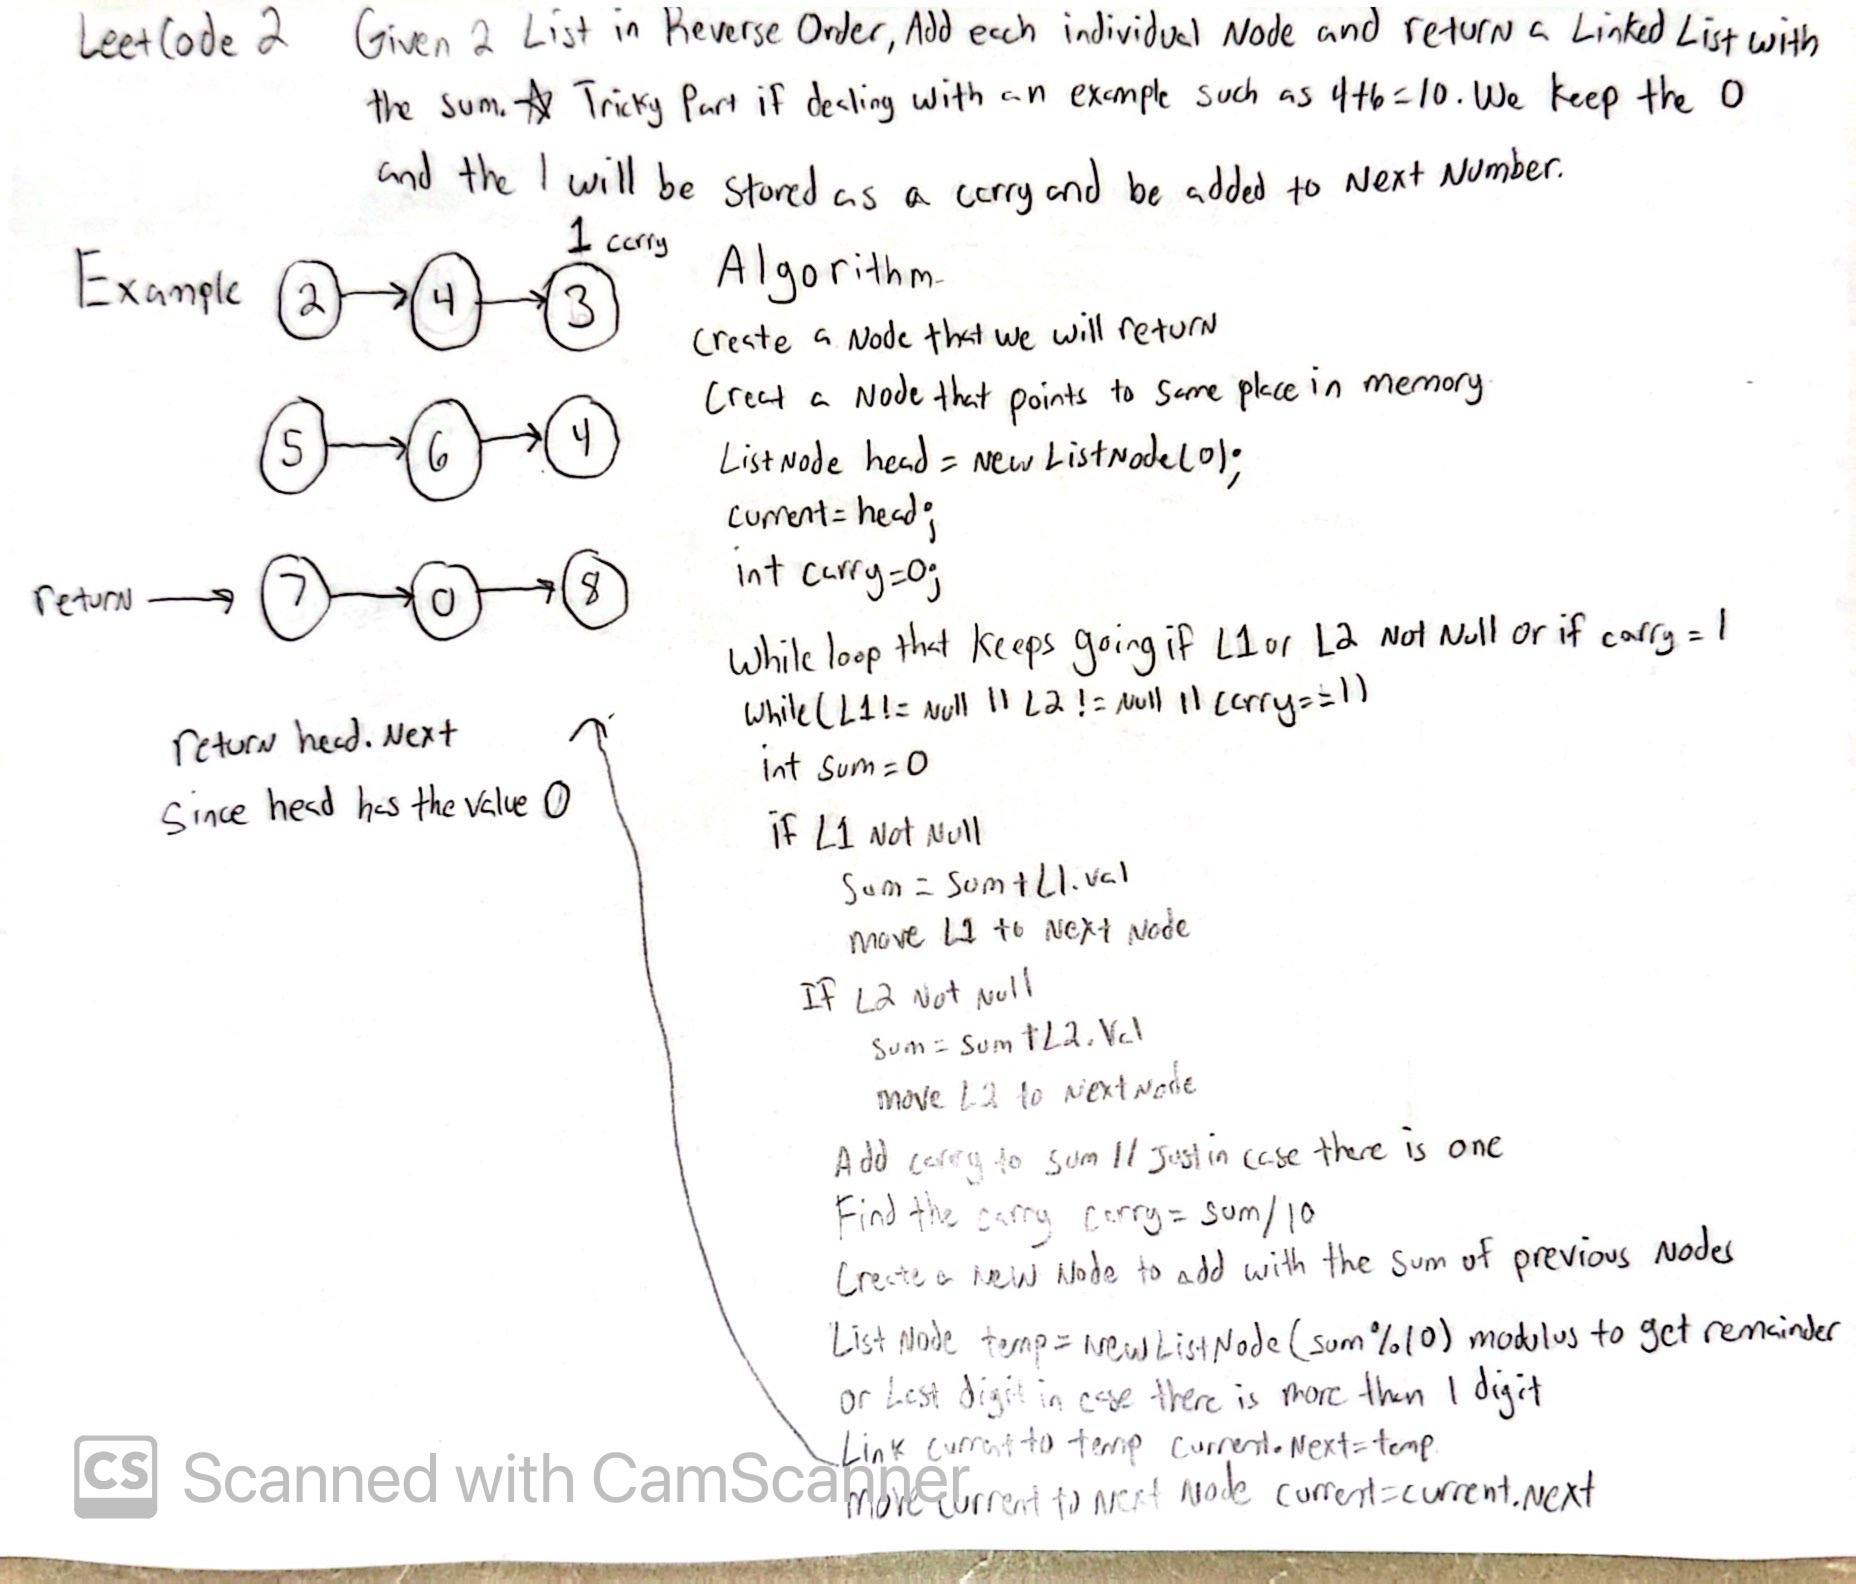 LeetCode 2 Given 2 List in Reverse Order, Add each individual Node and return a Linked List with
the sum. ☆ Tricky Part if dealing with an example such as 4+6=10. We keep the 0
and the 1 will be stored as a carry and be added to Next Number.
1 carry
Example 2 → 4 → 3
5 → 6 → 4
return → 7 → 0 → 8
return head. Next
Since head has the value 0
Algorithm
Create a Node that we will return
Creat a Node that points to same place in memory
ListNode head = New ListNode(0);
current = head;
int carry=0;
While loop that keeps going if L1 or L2 Not Null or if carry = 1
while(L1 != Null || L2 != Null || carry==1)
int sum = 0
if L1 Not Null
Sum = Sum + L1.val
move L1 to Next Node
If L2 Not Null
sum = sum + L2.Val
move L2 to Next Node
Add carry to sum // Just in case there is one
Find the carry carry = sum/10
Create a New Node to add with the sum of previous Nodes
List Node temp = New ListNode(sum%10) modulus to get remainder
or Last digit in case there is more then 1 digit
Link current to temp current.Next=temp
move current to Next Node current=current.Next
CS Scanned with CamScanner